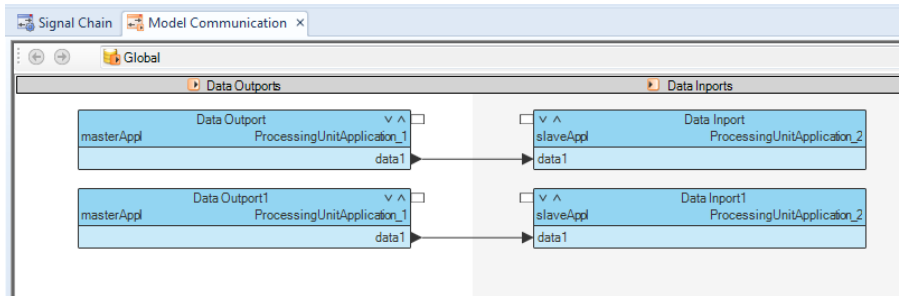 Signal Chain Model Communication ×
Global
Data Outports Data Inports
Data Outport
masterAppl ProcessingUnitApplication_1
data1
Data Inport
slaveAppl ProcessingUnitApplication_2
data1
Data Outport1
masterAppl ProcessingUnitApplication_1
data1
Data Inport1
slaveAppl ProcessingUnitApplication_2
data1